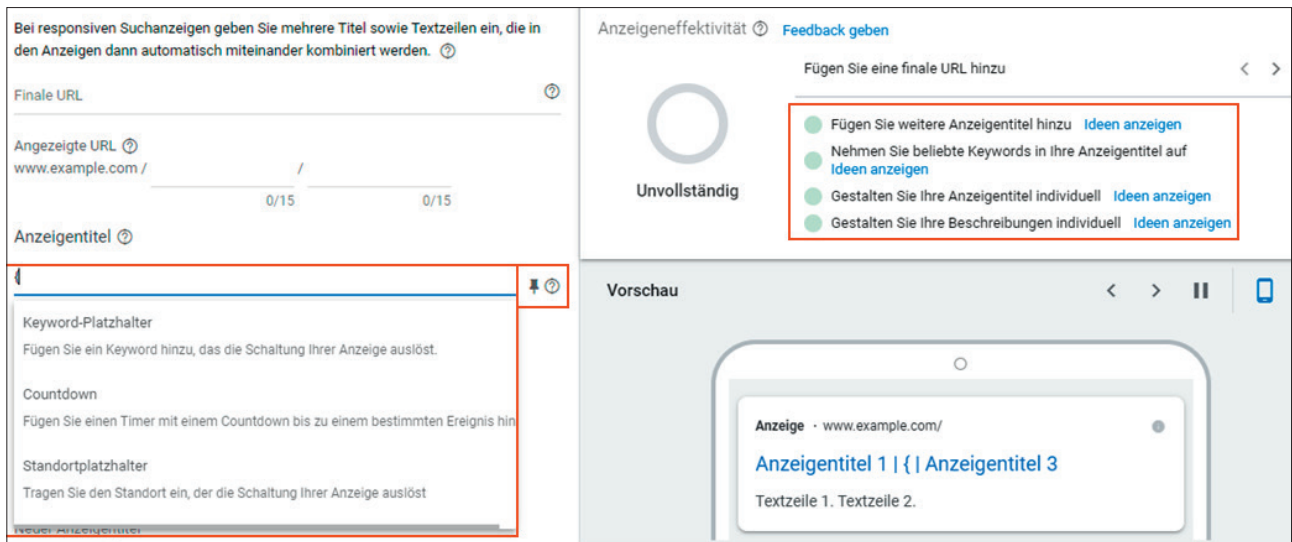 Bei responsiven Suchanzeigen geben Sie mehrere Titel sowie Textzeilen ein, die in
den Anzeigen dann automatisch miteinander kombiniert werden.
Finale URL
Angezeigte URL
www.example.com / /
0/15 0/15
Anzeigentitel
{
Keyword-Platzhalter
Fügen Sie ein Keyword hinzu, das die Schaltung Ihrer Anzeige auslöst.
Countdown
Fügen Sie einen Timer mit einem Countdown bis zu einem bestimmten Ereignis hin
Standortplatzhalter
Tragen Sie den Standort ein, der die Schaltung Ihrer Anzeige auslöst
Neuer Anzeigentitel
Anzeigeneffektivität Feedback geben
Unvollständig
Fügen Sie eine finale URL hinzu
Fügen Sie weitere Anzeigentitel hinzu Ideen anzeigen
Nehmen Sie beliebte Keywords in Ihre Anzeigentitel auf
Ideen anzeigen
Gestalten Sie Ihre Anzeigentitel individuell Ideen anzeigen
Gestalten Sie Ihre Beschreibungen individuell Ideen anzeigen
Vorschau
Anzeige · www.example.com/
Anzeigentitel 1 | { | Anzeigentitel 3
Textzeile 1. Textzeile 2.